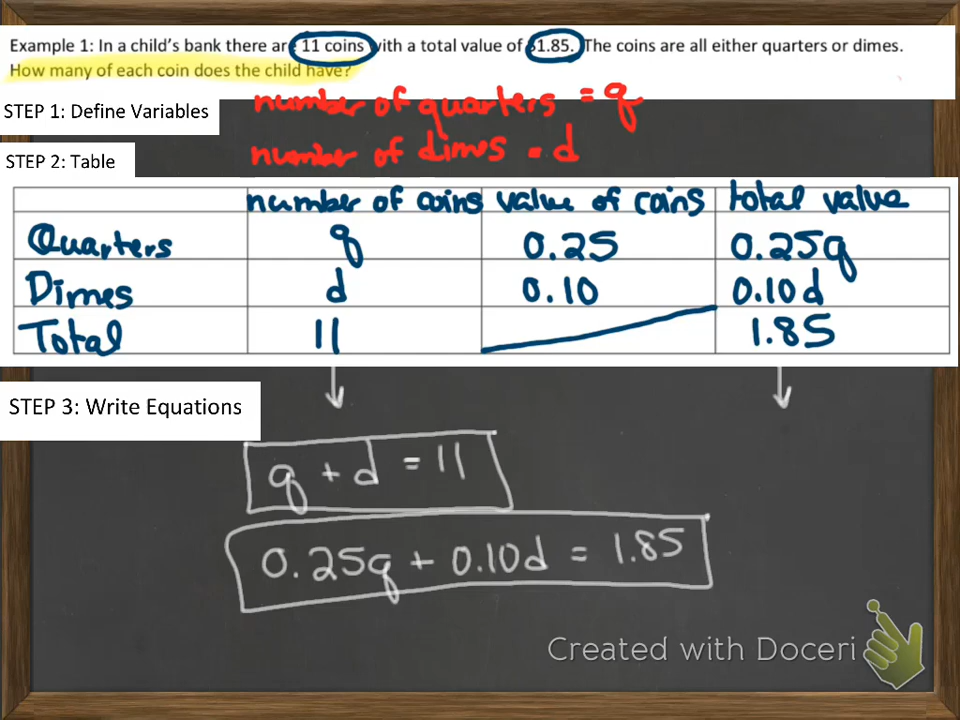 Example 1: In a child's bank there are 11 coins with a total value of $1.85. The coins are all either quarters or dimes.
How many of each coin does the child have?
STEP 1: Define Variables
number of quarters = q
number of dimes = d
STEP 2: Table
number of coins value of coins total value
Quarters q 0.25 0.25q
Dimes d 0.10 0.10d
Total 11 1.85
STEP 3: Write Equations
q + d = 11
0.25q + 0.10d = 1.85
Created with Doceri